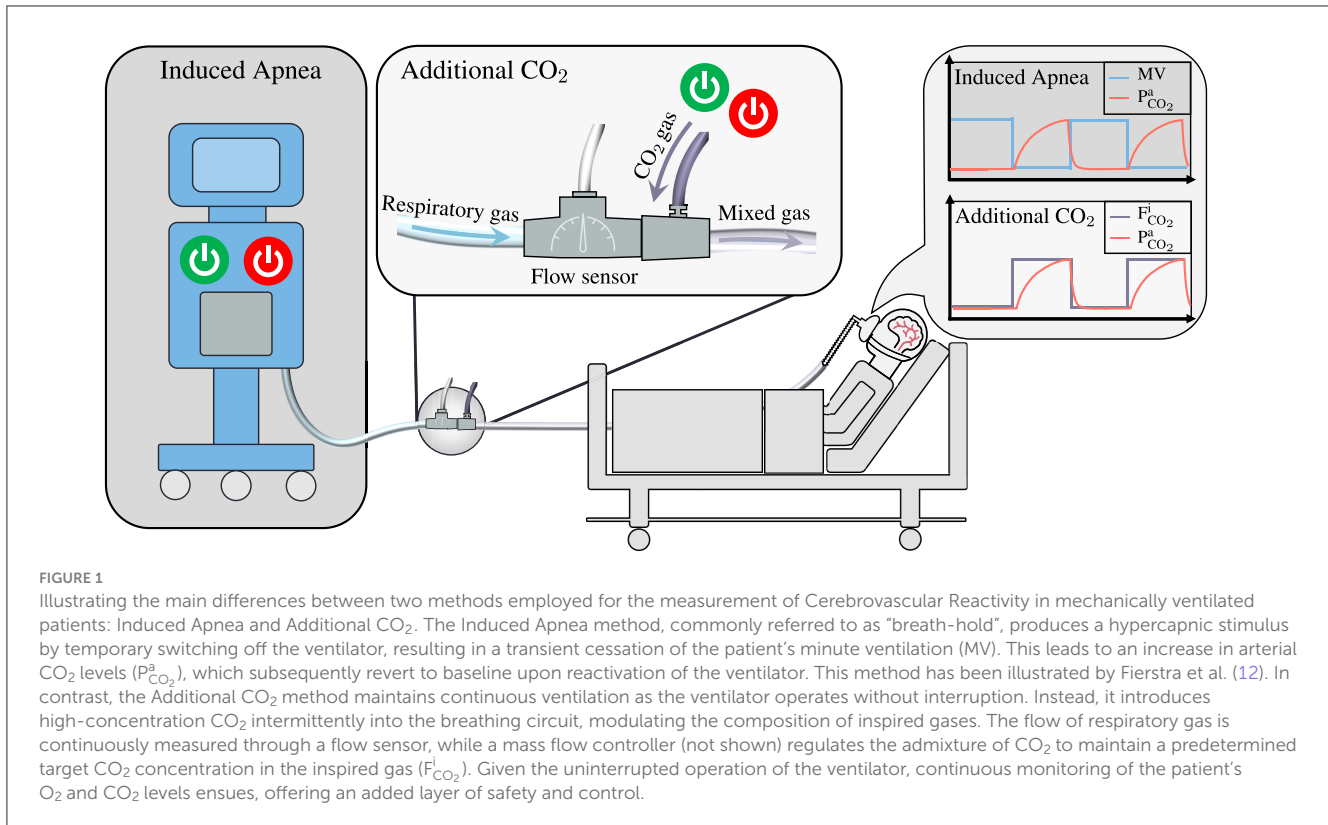 Induced Apnea
Additional CO₂
CO₂ gas
Respiratory gas
Mixed gas
Flow sensor
Induced Apnea
MV
Pᵃ_CO₂
Additional CO₂
Fⁱ_CO₂
Pᵃ_CO₂
FIGURE 1
Illustrating the main differences between two methods employed for the measurement of Cerebrovascular Reactivity in mechanically ventilated
patients: Induced Apnea and Additional CO₂. The Induced Apnea method, commonly referred to as “breath-hold”, produces a hypercapnic stimulus
by temporary switching off the ventilator, resulting in a transient cessation of the patient’s minute ventilation (MV). This leads to an increase in arterial
CO₂ levels (Pᵃ_CO₂), which subsequently revert to baseline upon reactivation of the ventilator. This method has been illustrated by Fierstra et al. (12). In
contrast, the Additional CO₂ method maintains continuous ventilation as the ventilator operates without interruption. Instead, it introduces
high-concentration CO₂ intermittently into the breathing circuit, modulating the composition of inspired gases. The flow of respiratory gas is
continuously measured through a flow sensor, while a mass flow controller (not shown) regulates the admixture of CO₂ to maintain a predetermined
target CO₂ concentration in the inspired gas (Fⁱ_CO₂). Given the uninterrupted operation of the ventilator, continuous monitoring of the patient’s
O₂ and CO₂ levels ensues, offering an added layer of safety and control.